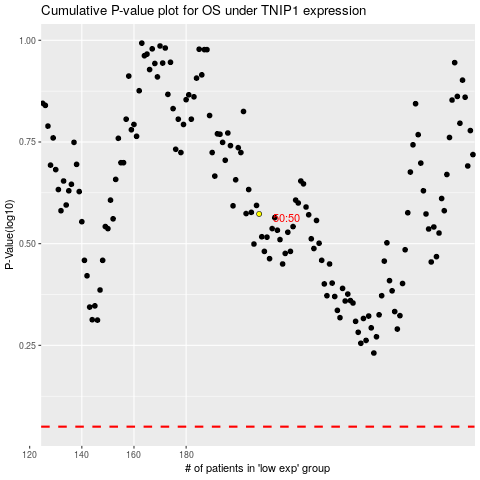 Cumulative P-value plot for OS under TNIP1 expression
P-Value(log10)
1.00
0.75
0.50
0.25
50:50
120 140 160 180
# of patients in 'low exp' group